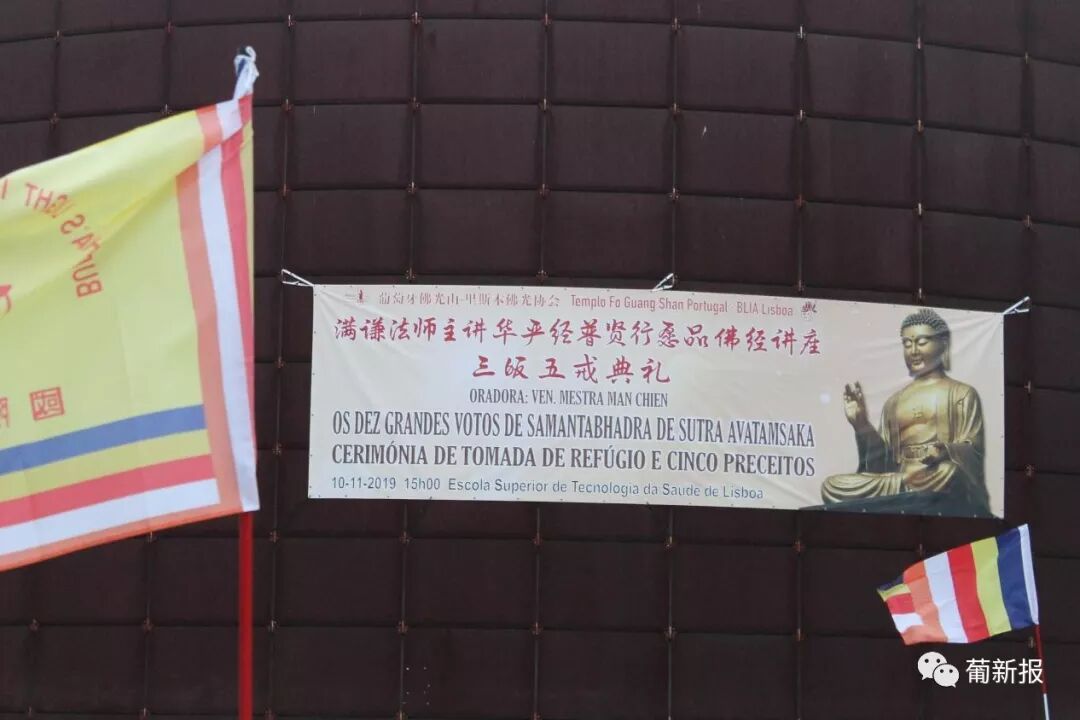 葡萄牙佛光山·里斯本佛光协会 Templo Fo Guang Shan Portugal BLIA Lisboa
满谦法师主讲华严经普贤行愿品佛经讲座
三皈五戒典礼
ORADORA: VEN. MESTRA MAN CHIEN
OS DEZ GRANDES VOTOS DE SAMANTABHADRA DE SUTRA AVATAMSAKA
CERIMÓNIA DE TOMADA DE REFÚGIO E CINCO PRECEITOS
10-11-2019 15h00 Escola Superior de Tecnologia da Saude de Lisboa
國
葡新报